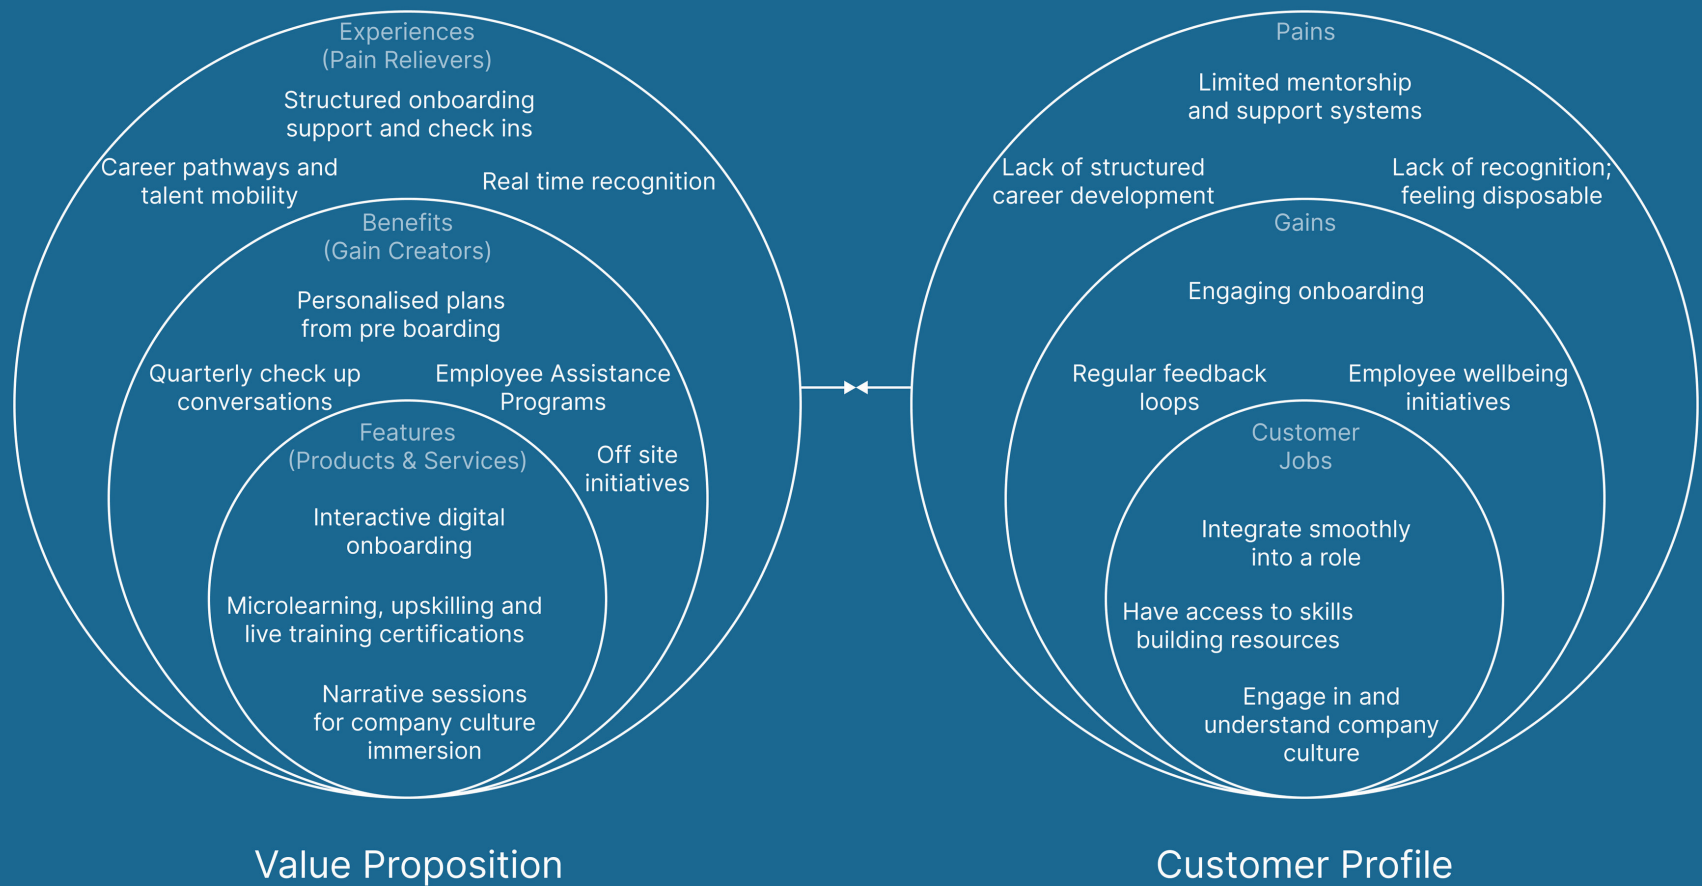 Experiences
(Pain Relievers)
Structured onboarding
support and check ins
Career pathways and
talent mobility
Real time recognition
Benefits
(Gain Creators)
Personalised plans
from pre boarding
Quarterly check up
conversations
Employee Assistance
Programs
Off site
initiatives
Features
(Products & Services)
Interactive digital
onboarding
Microlearning, upskilling and
live training certifications
Narrative sessions
for company culture
immersion
Value Proposition
Pains
Limited mentorship
and support systems
Lack of structured
career development
Lack of recognition;
feeling disposable
Gains
Engaging onboarding
Regular feedback
loops
Employee wellbeing
initiatives
Customer
Jobs
Integrate smoothly
into a role
Have access to skills
building resources
Engage in and
understand company
culture
Customer Profile